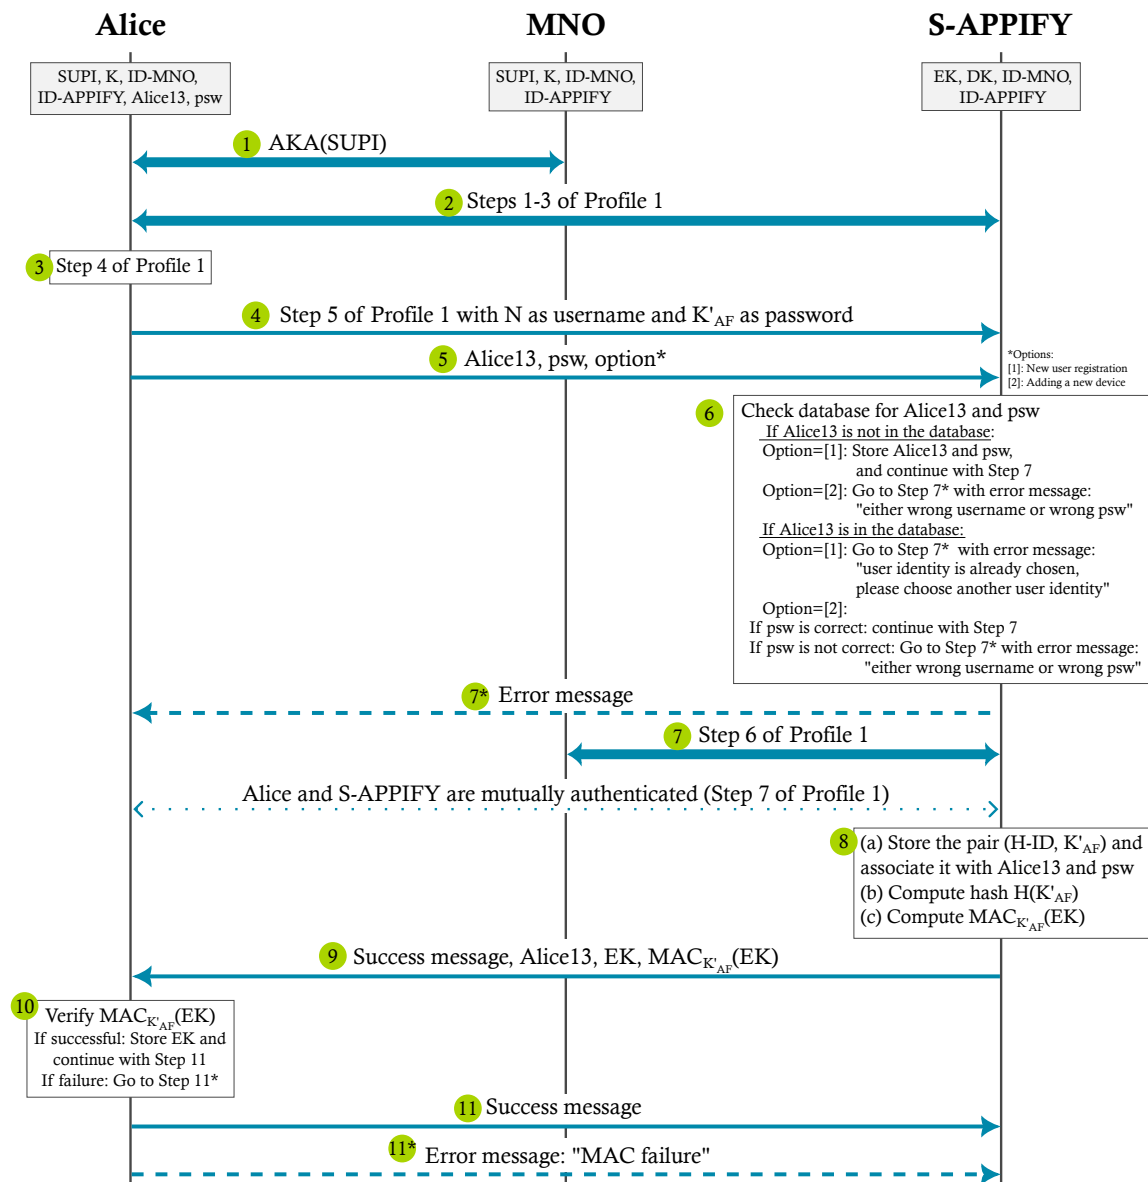 Alice
MNO
S-APPIFY
SUPI, K, ID-MNO,
ID-APPIFY, Alice13, psw
SUPI, K, ID-MNO,
ID-APPIFY
EK, DK, ID-MNO,
ID-APPIFY
1 AKA(SUPI)
2 Steps 1-3 of Profile 1
3 Step 4 of Profile 1
4 Step 5 of Profile 1 with N as username and K'AF as password
5 Alice13, psw, option*
*Options:
[1]: New user registration
[2]: Adding a new device
6 Check database for Alice13 and psw
If Alice13 is not in the database:
Option=[1]: Store Alice13 and psw,
and continue with Step 7
Option=[2]: Go to Step 7* with error message:
"either wrong username or wrong psw"
If Alice13 is in the database:
Option=[1]: Go to Step 7* with error message:
"user identity is already chosen,
please choose another user identity"
Option=[2]:
If psw is correct: continue with Step 7
If psw is not correct: Go to Step 7* with error message:
"either wrong username or wrong psw"
7* Error message
7 Step 6 of Profile 1
Alice and S-APPIFY are mutually authenticated (Step 7 of Profile 1)
8 (a) Store the pair (H-ID, K'AF) and
associate it with Alice13 and psw
(b) Compute hash H(K'AF)
(c) Compute MACK'AF(EK)
9 Success message, Alice13, EK, MACK'AF(EK)
10 Verify MACK'AF(EK)
If successful: Store EK and
continue with Step 11
If failure: Go to Step 11*
11 Success message
11* Error message: "MAC failure"